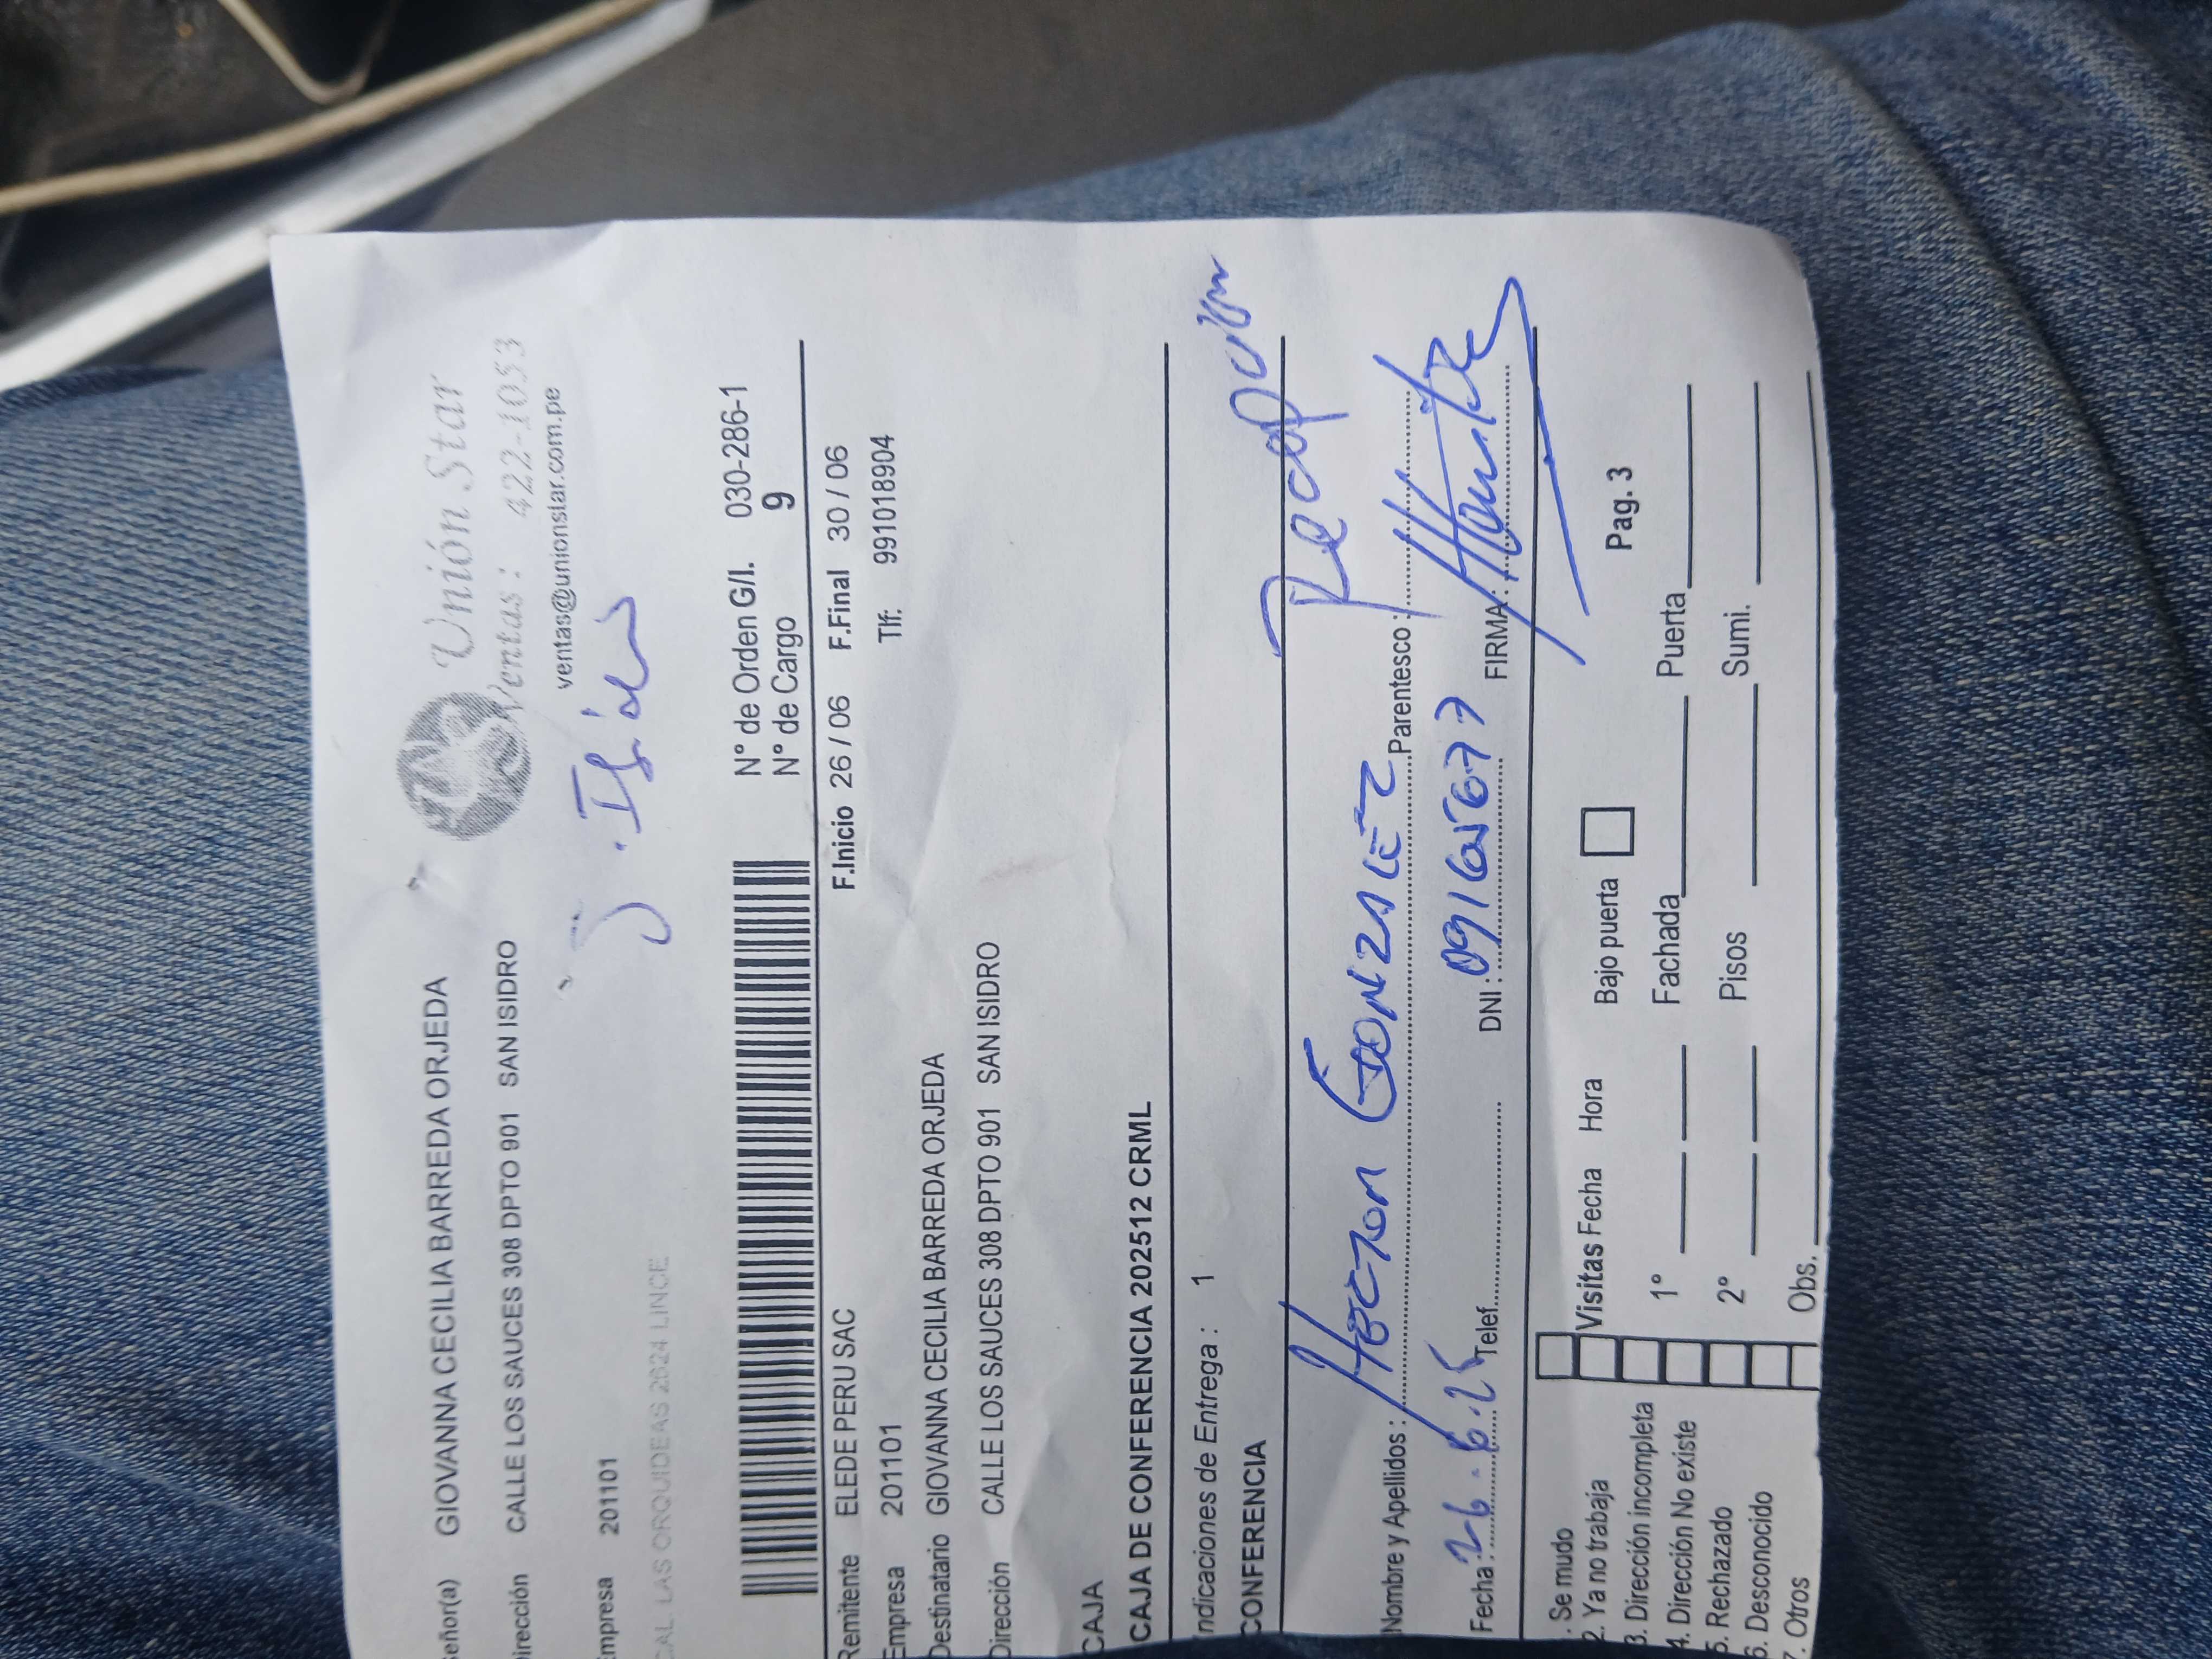 Unión Star
Ventas: 422-1053
ventas@unionstar.com.pe
eñor(a) GIOVANNA CECILIA BARREDA ORJEDA
irección CALLE LOS SAUCES 308 DPTO 901 SAN ISIDRO
mpresa 201101
CAL. LAS ORQUIDEAS 2624 LINCE
N° de Orden G/I. 030-286-1
N° de Cargo 9
F.Inicio 26 / 06 F.Final 30 / 06
Remitente ELEDE PERU SAC
Empresa 201101 Tlf: 991018904
Destinatario GIOVANNA CECILIA BARREDA ORJEDA
Dirección CALLE LOS SAUCES 308 DPTO 901 SAN ISIDRO
CAJA
CAJA DE CONFERENCIA 202512 CRML
Indicaciones de Entrega : 1
CONFERENCIA
Nombre y Apellidos : HECTOR GONZALEZ Parentesco :
Fecha : 26.6.25 Telef. DNI : FIRMA :
. Se mudo
2. Ya no trabaja
3. Dirección incompleta
4. Dirección No existe
5. Rechazado
6. Desconocido
7. Otros
Visitas Fecha Hora Bajo puerta Pag. 3
1° Fachada Puerta
2° Pisos Sumi.
Obs.